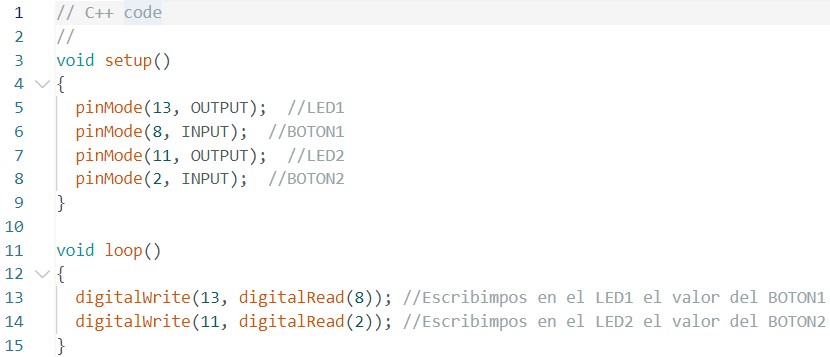 1 // C++ code
2 //
3 void setup()
4 {
5   pinMode(13, OUTPUT);  //LED1
6   pinMode(8, INPUT);  //BOTON1
7   pinMode(11, OUTPUT);  //LED2
8   pinMode(2, INPUT);  //BOTON2
9 }
10
11 void loop()
12 {
13   digitalWrite(13, digitalRead(8)); //Escribimpos en el LED1 el valor del BOTON1
14   digitalWrite(11, digitalRead(2)); //Escribimpos en el LED2 el valor del BOTON2
15 }